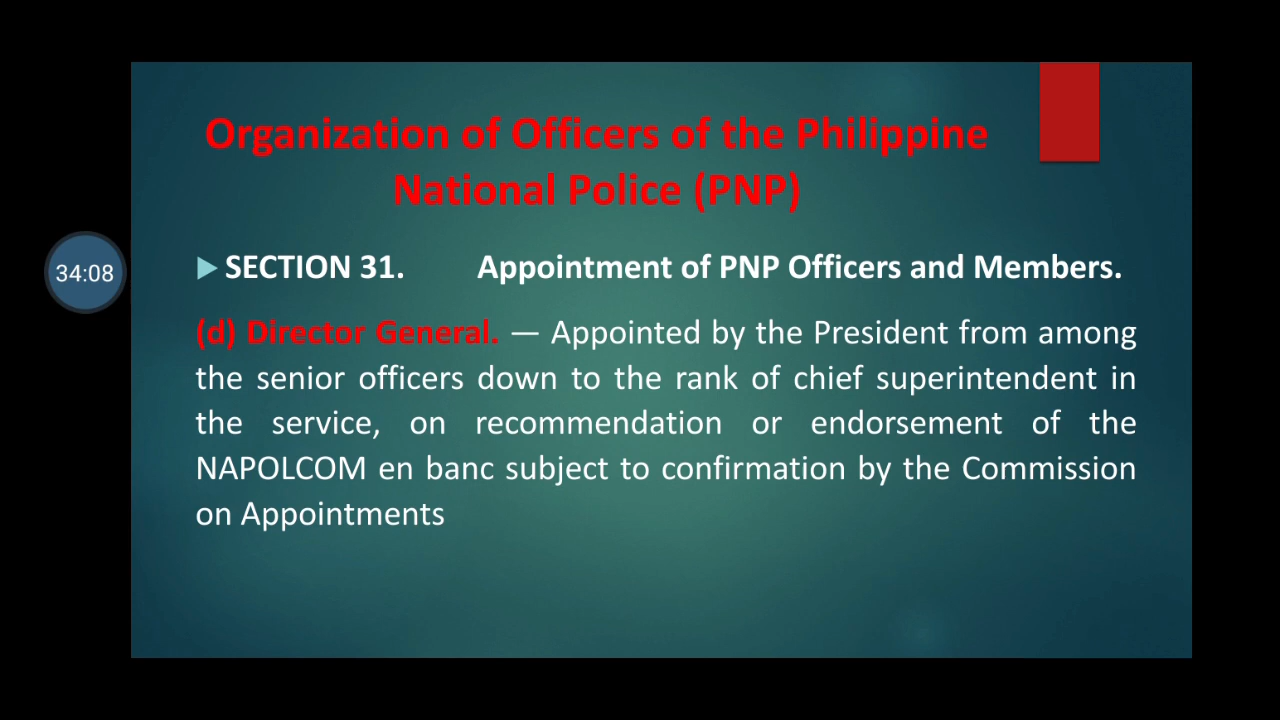 Organization of Officers of the Philippine
National Police (PNP)
34:08
SECTION 31. Appointment of PNP Officers and Members.
(d) Director General. — Appointed by the President from among
the senior officers down to the rank of chief superintendent in
the service, on recommendation or endorsement of the
NAPOLCOM en banc subject to confirmation by the Commission
on Appointments